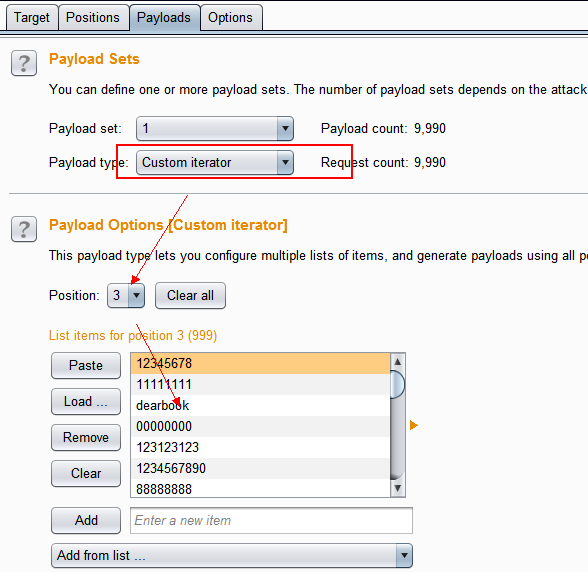 Target Positions Payloads Options
? Payload Sets
You can define one or more payload sets. The number of payload sets depends on the attack
Payload set: 1 Payload count: 9,990
Payload type: Custom iterator Request count: 9,990
? Payload Options [Custom iterator]
This payload type lets you configure multiple lists of items, and generate payloads using all
Position: 3 Clear all
List items for position 3 (999)
Paste 12345678
11111111
Load ... dearbook
00000000
Remove 123123123
1234567890
Clear 88888888
Add Enter a new item
Add from list ...